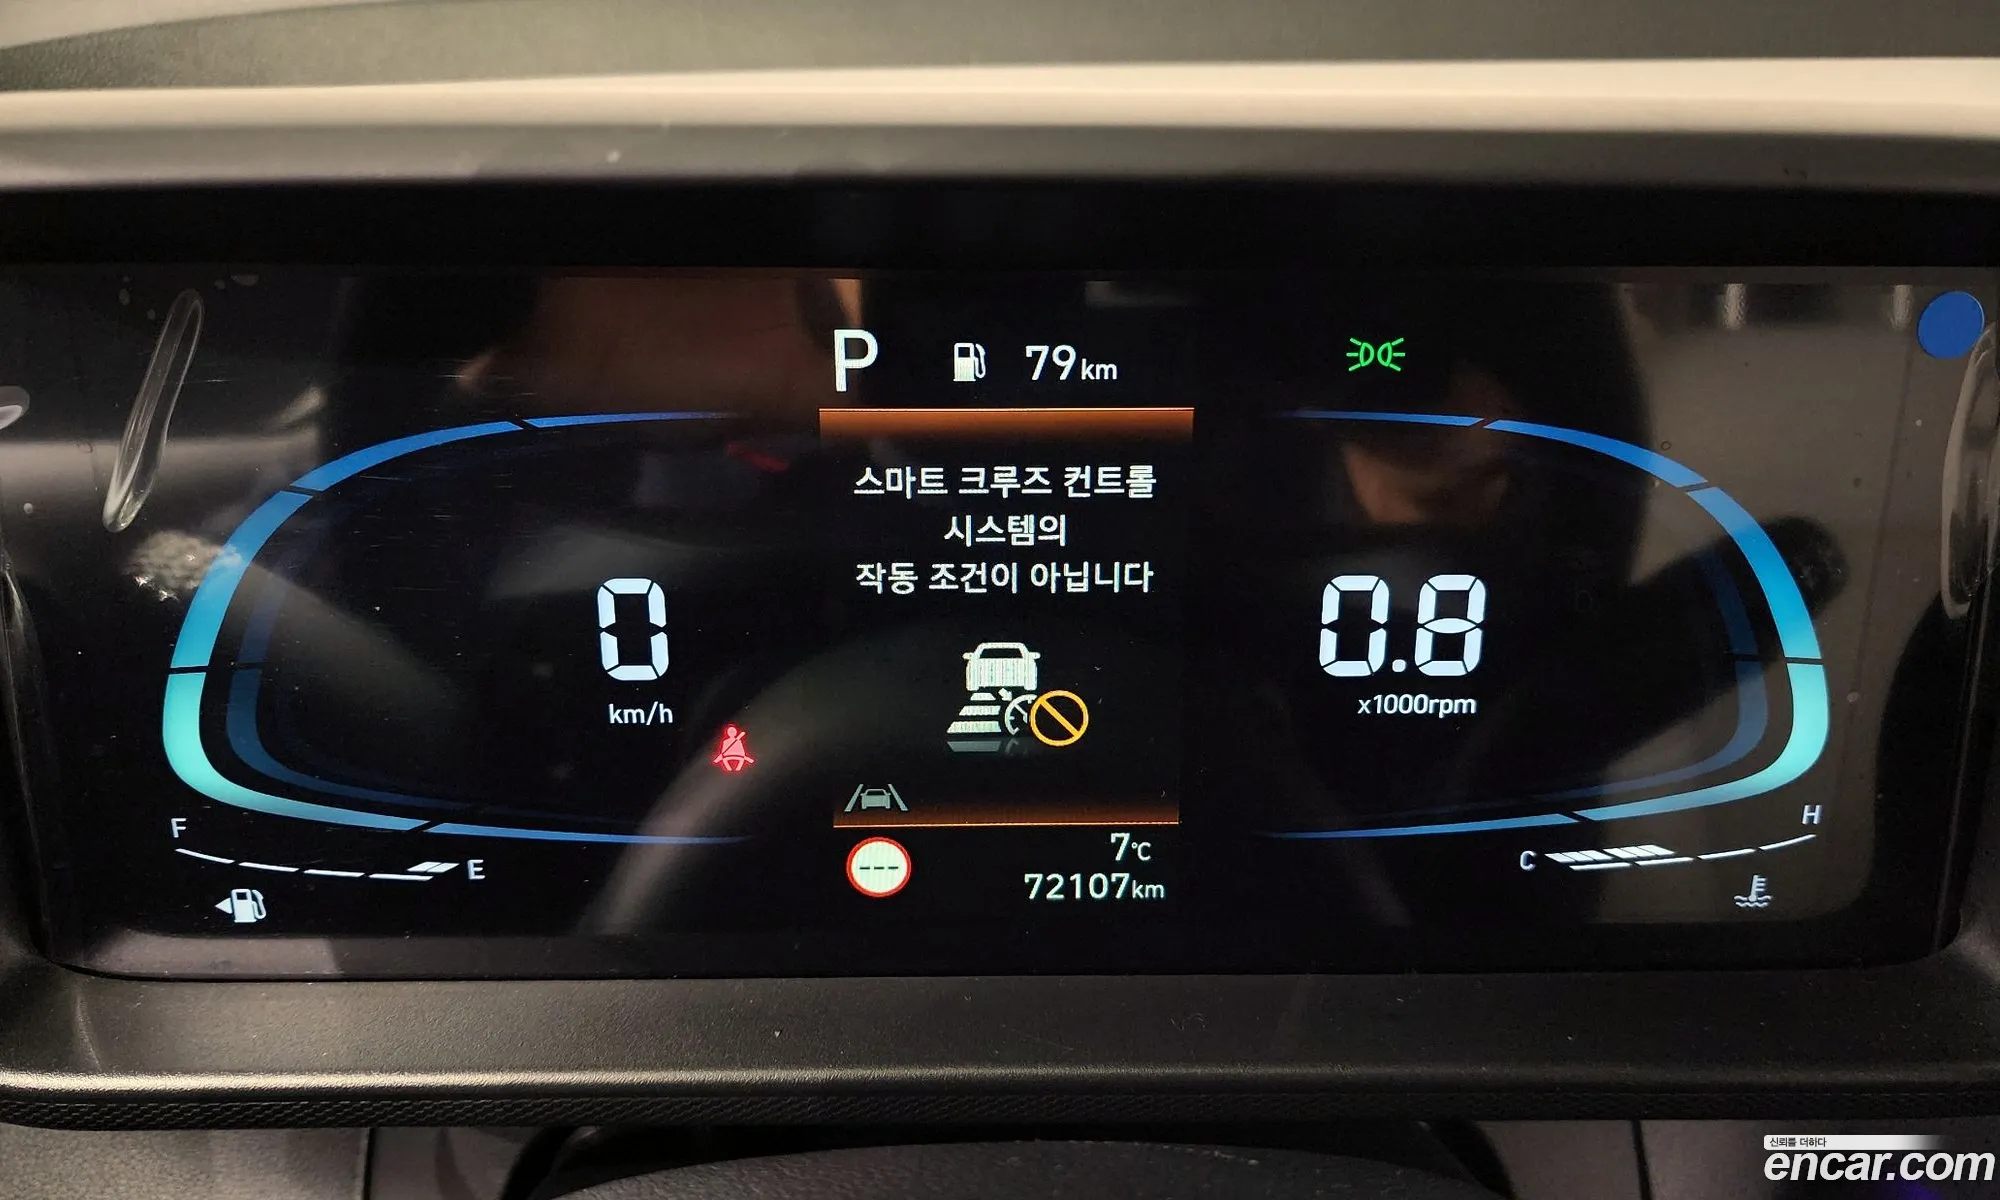 P
79km
스마트 크루즈 컨트롤
시스템의
작동 조건이 아닙니다
0
km/h
0.8
x1000rpm
F
E
---
7℃
72107km
C
H
신뢰를 더하다
encar.com